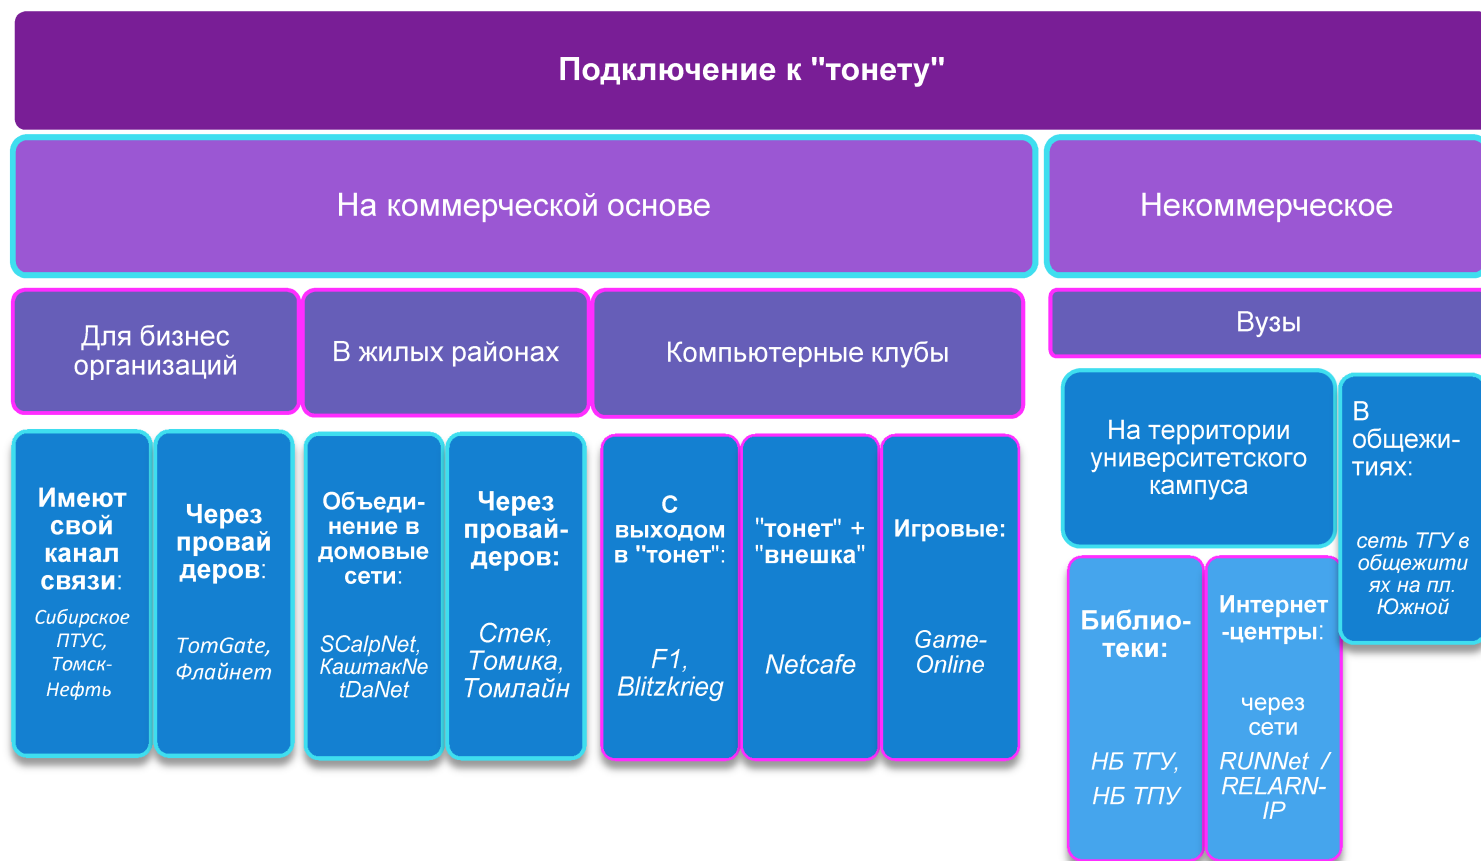 Подключение к "тонету"
На коммерческой основе
Некоммерческое
Для бизнес
организаций
В жилых районах
Компьютерные клубы
Вузы
Имеют
свой
канал
связи:
Сибирское
ПТУС,
Томск-
Нефть
Через
провай
деров:
TomGate,
Флайнет
Объеди-
нение в
домовые
сети:
SCalpNet,
КаштакNe
tDaNet
Через
провай-
деров:
Стек,
Томика,
Томлайн
С
выходом
в "тонет":
F1,
Blitzkrieg
"тонет" +
"внешка"
Netcafe
Игровые:
Game-
Online
На территории
университетского
кампуса
Библио-
теки:
НБ ТГУ,
НБ ТПУ
Интернет
-центры:
через
сети
RUNNet /
RELARN-
IP
В
общежи-
тиях:
сеть ТГУ в
общежити
ях на пл.
Южной